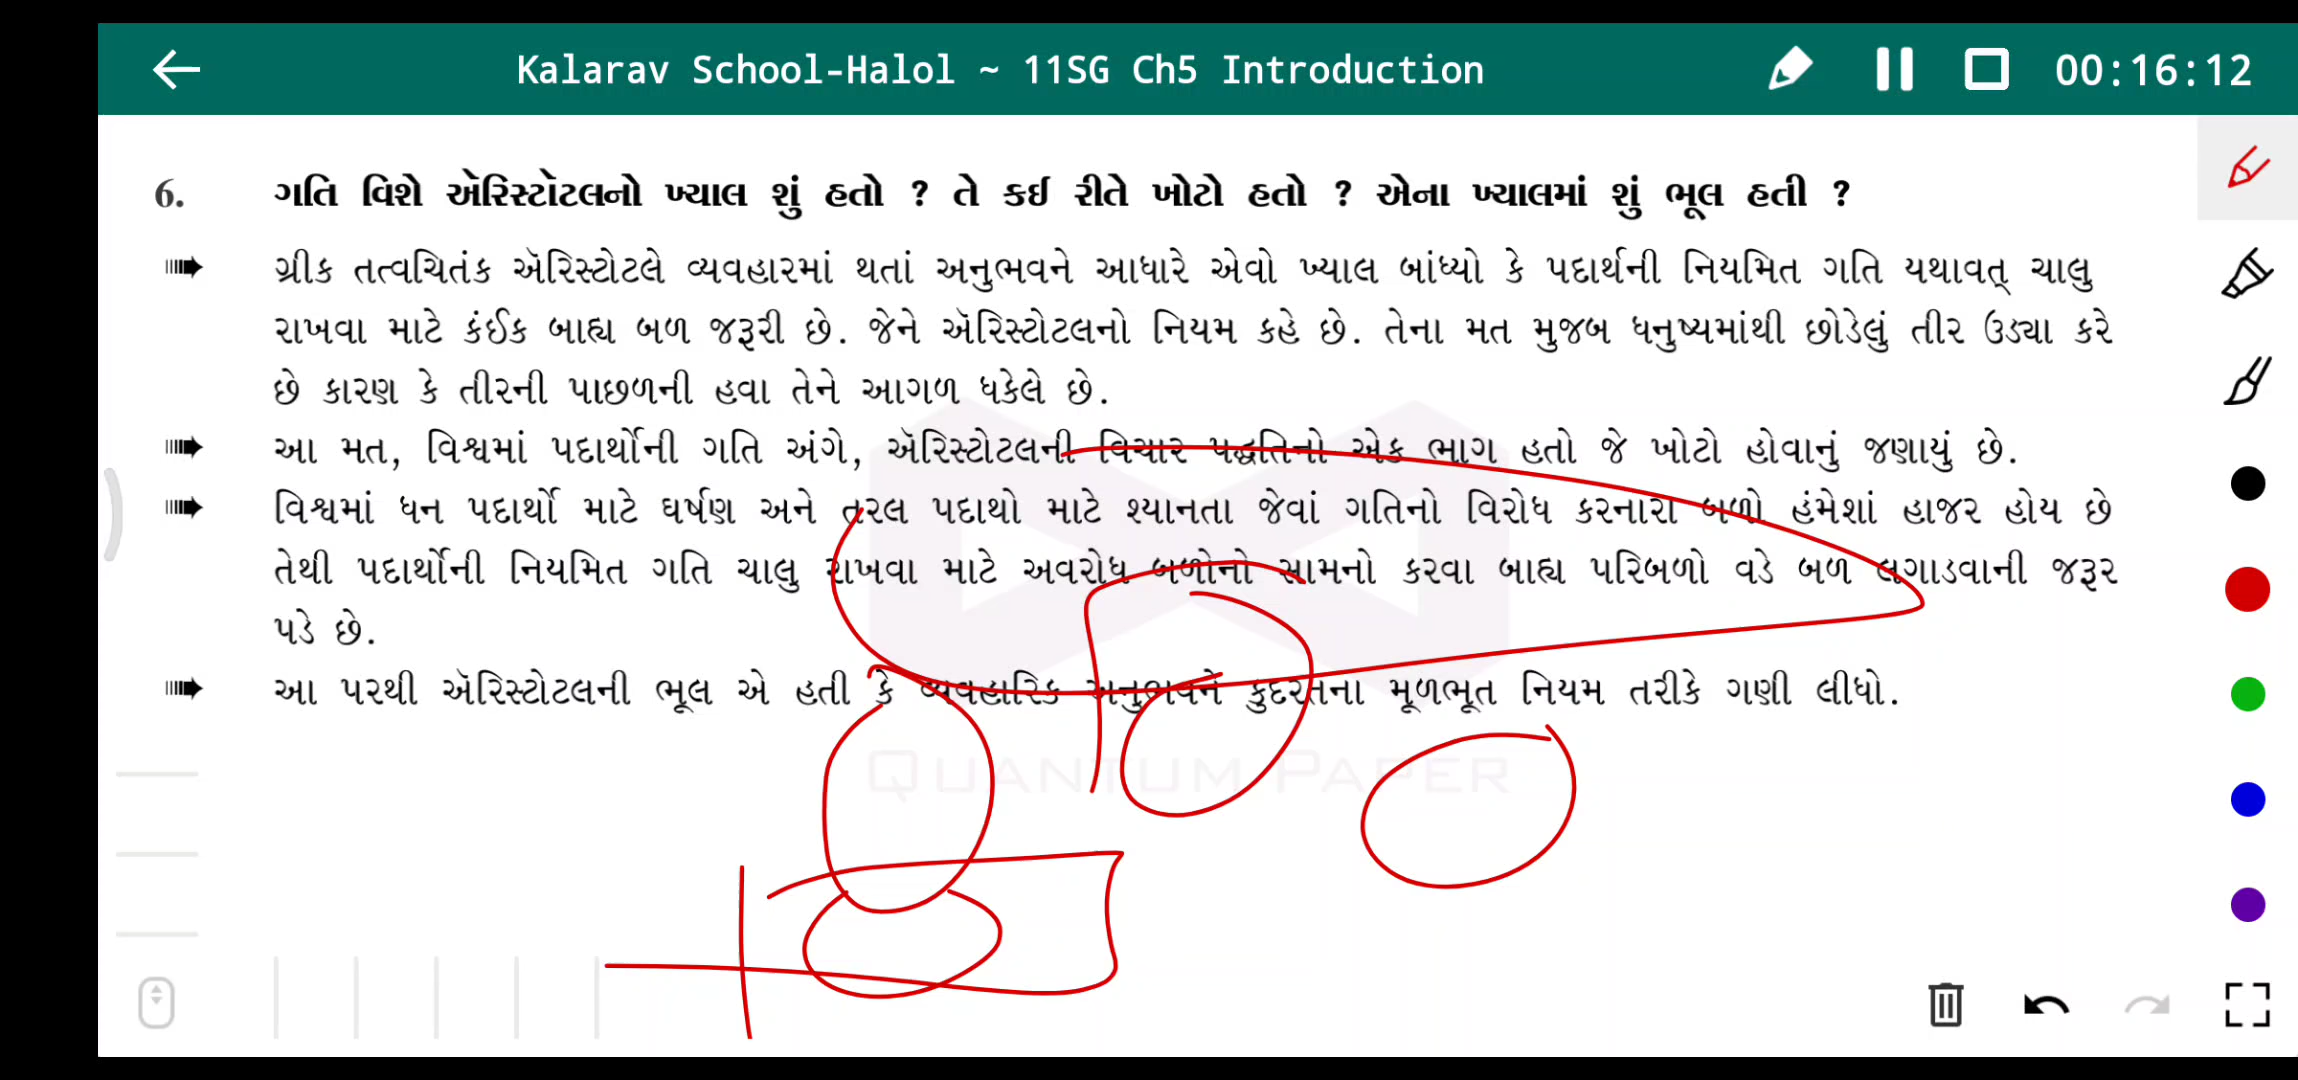 Kalarav School-Halol ~ 11SG Ch5 Introduction
00:16:12
6. ગતિ વિશે ઍરિસ્ટૉટલનો ખ્યાલ શું હતો ? તે કઈ રીતે ખોટો હતો ? એના ખ્યાલમાં શું ભૂલ હતી ?
ગ્રીક તત્વચિતંક ઍરિસ્ટોટલે વ્યવહારમાં થતાં અનુભવને આધારે એવો ખ્યાલ બાંધ્યો કે પદાર્થની નિયમિત ગતિ યથાવત્ ચાલુ
રાખવા માટે કંઈક બાહ્ય બળ જરૂરી છે. જેને ઍરિસ્ટોટલનો નિયમ કહે છે. તેના મત મુજબ ધનુષ્યમાંથી છોડેલું તીર ઉડ્યા કરે
છે કારણ કે તીરની પાછળની હવા તેને આગળ ધકેલે છે.
આ મત, વિશ્વમાં પદાર્થોની ગતિ અંગે, ઍરિસ્ટોટલની વિચાર પદ્ધતિનો એક ભાગ હતો જે ખોટો હોવાનું જણાયું છે.
વિશ્વમાં ઘન પદાર્થો માટે ઘર્ષણ અને તરલ પદાથો માટે શ્યાનતા જેવાં ગતિનો વિરોધ કરનારા બળો હંમેશાં હાજર હોય છે
તેથી પદાર્થોની નિયમિત ગતિ ચાલુ રાખવા માટે અવરોધ બળોનો સામનો કરવા બાહ્ય પરિબળો વડે બળ લગાડવાની જરૂર
પડે છે.
આ પરથી ઍરિસ્ટોટલની ભૂલ એ હતી કે વ્યવહારિક અનુભવને કુદરતના મૂળભૂત નિયમ તરીકે ગણી લીધો.
QUANTUM PAPER